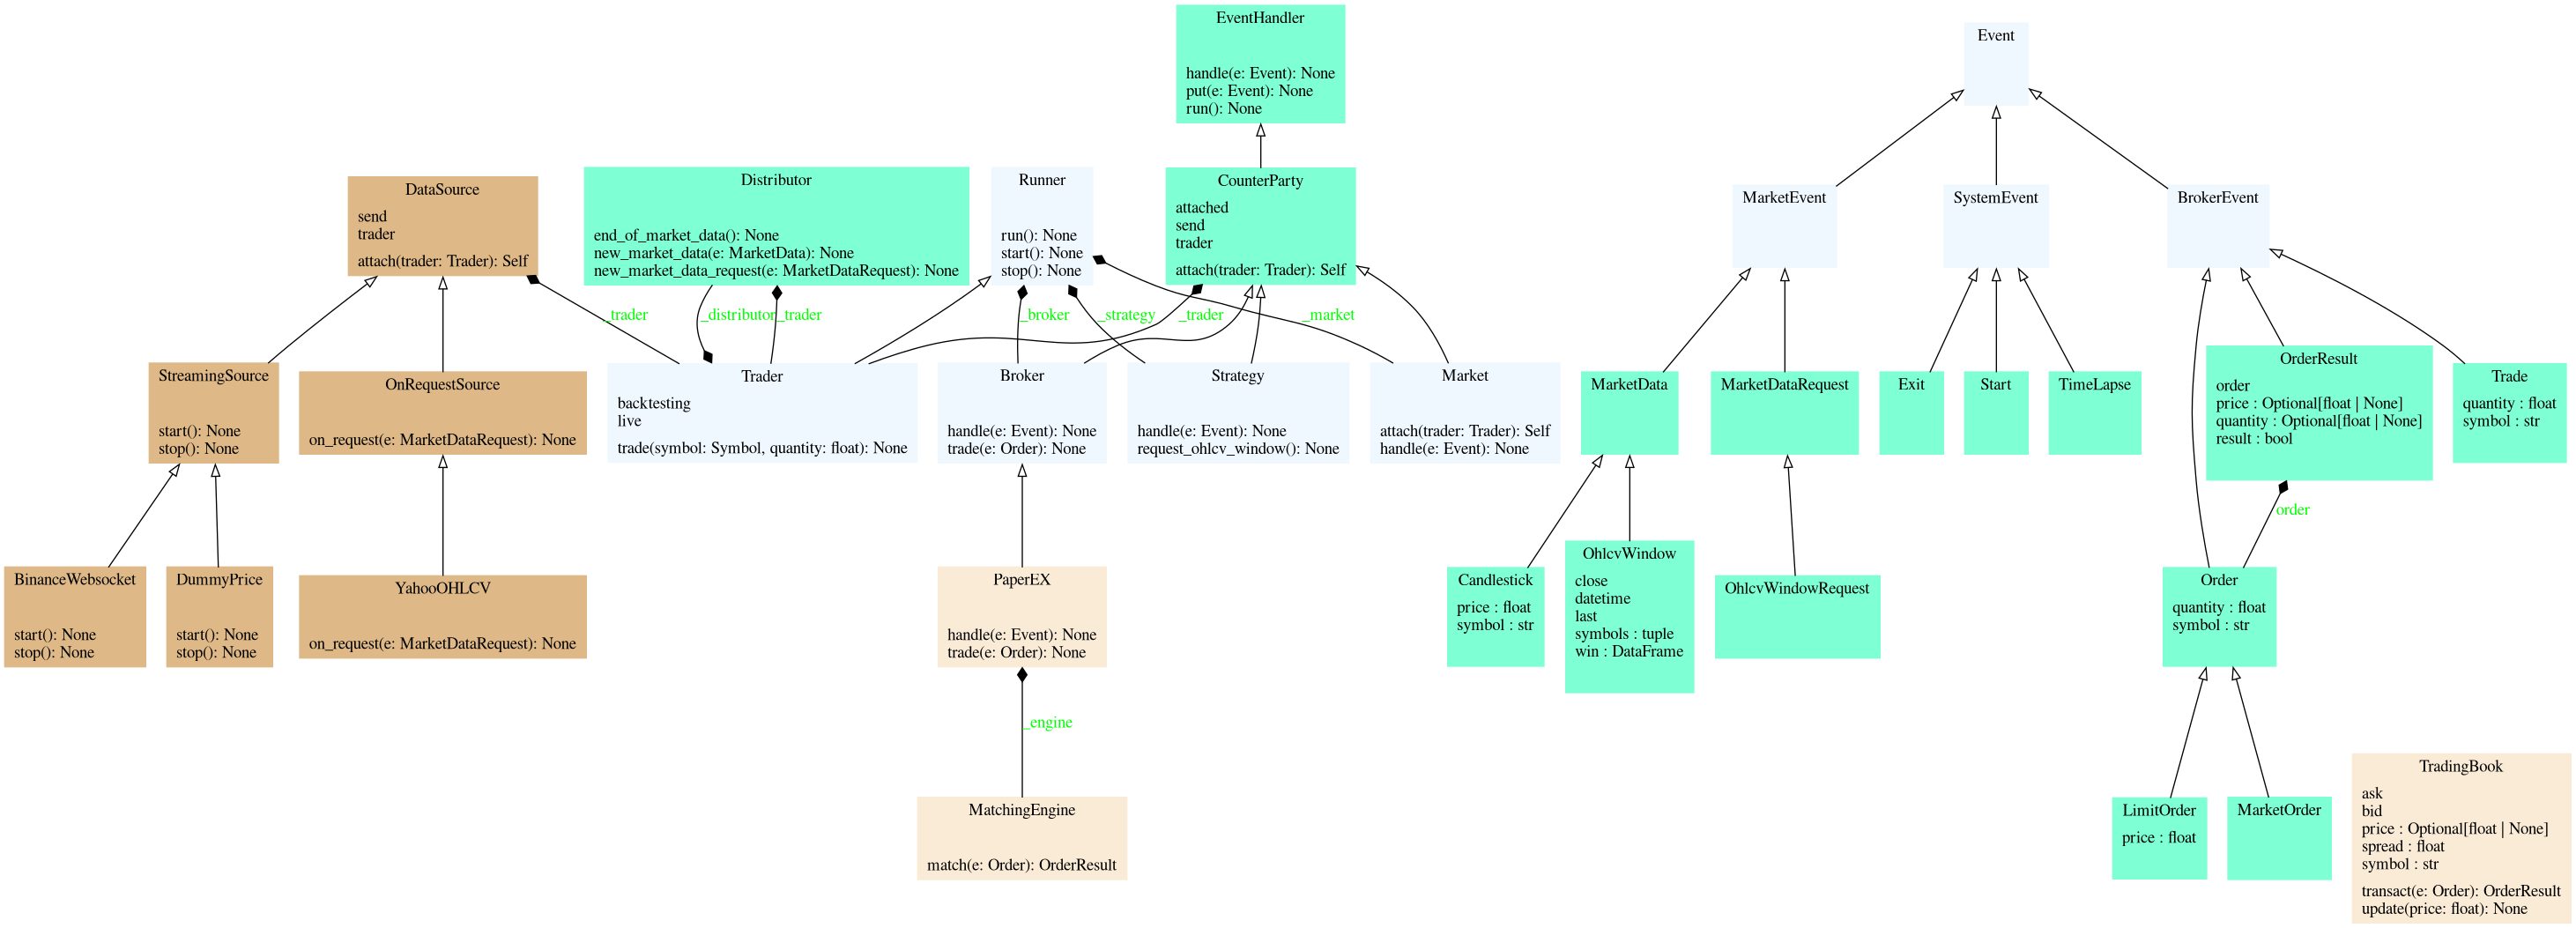 EventHandler
handle(e: Event): None
put(e: Event): None
run(): None
Event
DataSource
send
trader
attach(trader: Trader): Self
Distributor
end_of_market_data(): None
new_market_data(e: MarketData): None
new_market_data_request(e: MarketDataRequest): None
Runner
run(): None
start(): None
stop(): None
CounterParty
attached
send
trader
attach(trader: Trader): Self
MarketEvent
SystemEvent
BrokerEvent
_trader
_distributor
_trader
_broker
_strategy
_trader
_market
StreamingSource
start(): None
stop(): None
OnRequestSource
on_request(e: MarketDataRequest): None
Trader
backtesting
live
trade(symbol: Symbol, quantity: float): None
Broker
handle(e: Event): None
trade(e: Order): None
Strategy
handle(e: Event): None
request_ohlcv_window(): None
Market
attach(trader: Trader): Self
handle(e: Event): None
MarketData
MarketDataRequest
Exit
Start
TimeLapse
OrderResult
order
price : Optional[float | None]
quantity : Optional[float | None]
result : bool
Trade
quantity : float
symbol : str
order
BinanceWebsocket
start(): None
stop(): None
DummyPrice
start(): None
stop(): None
YahooOHLCV
on_request(e: MarketDataRequest): None
PaperEX
handle(e: Event): None
trade(e: Order): None
Candlestick
price : float
symbol : str
OhlcvWindow
close
datetime
last
symbols : tuple
win : DataFrame
OhlcvWindowRequest
Order
quantity : float
symbol : str
_engine
MatchingEngine
match(e: Order): OrderResult
LimitOrder
price : float
MarketOrder
TradingBook
ask
bid
price : Optional[float | None]
spread : float
symbol : str
transact(e: Order): OrderResult
update(price: float): None